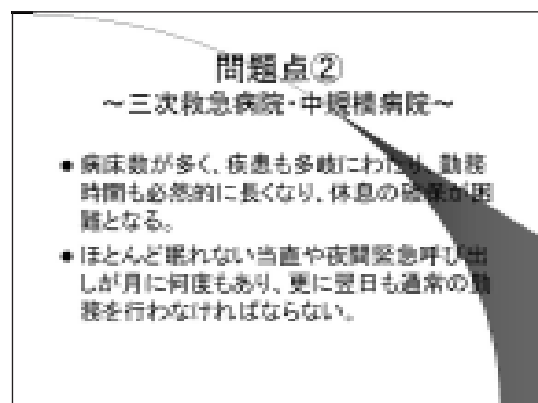 問題点②
～三次救急病院・中規模病院～
● 病床数が多く、疾患も多岐にわたり、勤務
時間も必然的に長くなり、休息の確保が困
難となる。
● ほとんど眠れない当直や夜間緊急呼び出
しが月に何度もあり、更に翌日も通常の勤
務を行わなければならない。